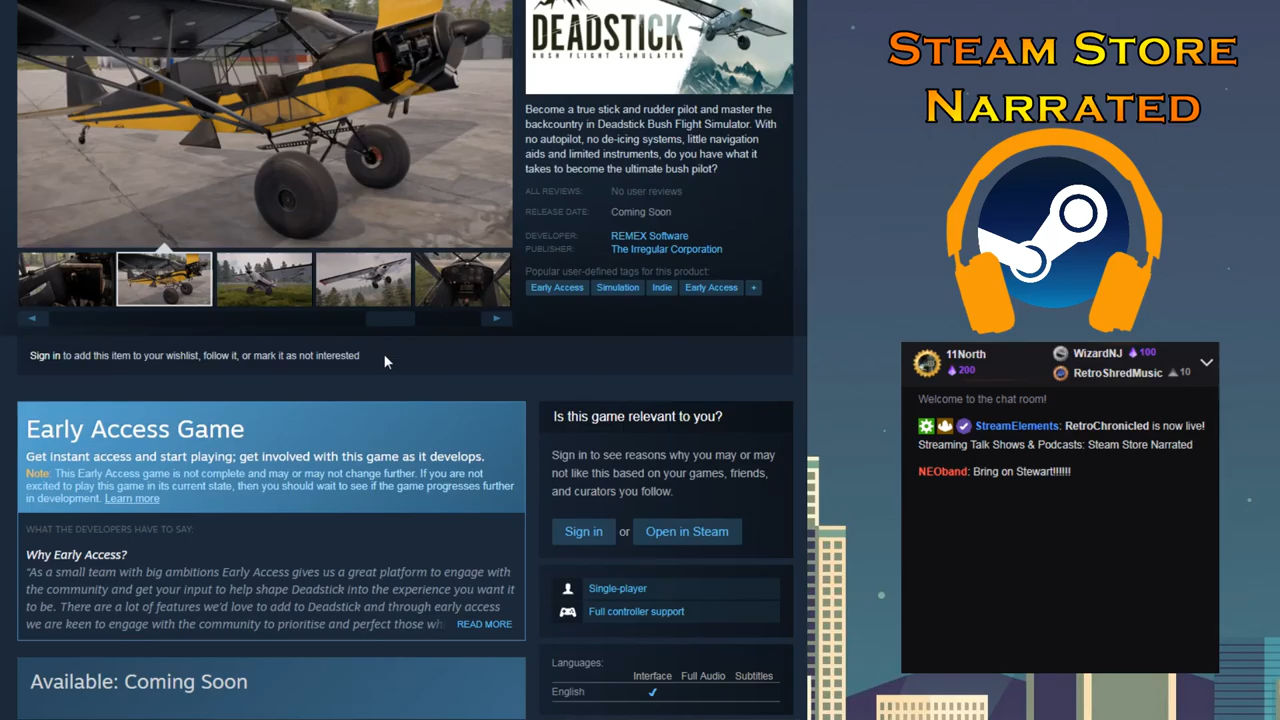 DEADSTICK
BUSH FLIGHT SIMULATOR
Become a true stick and rudder pilot and master the
backcountry in Deadstick Bush Flight Simulator. With
no autopilot, no de-icing systems, little navigation
aids and limited instruments, do you have what it
takes to become the ultimate bush pilot?
ALL REVIEWS: No user reviews
RELEASE DATE: Coming Soon
DEVELOPER: REMEX Software
PUBLISHER: The Irregular Corporation
Popular user-defined tags for this product:
Early Access Simulation Indie Early Access +
Sign in to add this item to your wishlist, follow it, or mark it as not interested
Early Access Game
Get instant access and start playing; get involved with this game as it develops.
Note: This Early Access game is not complete and may or may not change further. If you are
not excited to play this game in its current state, then you should wait to see if the game progresses further
in development. Learn more
WHAT THE DEVELOPERS HAVE TO SAY:
Why Early Access?
“As a small team with big ambitions Early Access gives us a great platform to engage with
the community and get your input to help shape Deadstick into the experience you want it
to be. There are a lot of features we'd love to add to Deadstick and through early access
we are keen to engage with the community to prioritise and perfect those READ MORE
Available: Coming Soon
Is this game relevant to you?
Sign in to see reasons why you may or may
not like this based on your games, friends,
and curators you follow.
Sign in or Open in Steam
Single-player
Full controller support
Languages:
Interface Full Audio Subtitles
English ✔
STEAM STORE
NARRATED
11North
200
WizardNJ 100
RetroShredMusic 10
Welcome to the chat room!
StreamElements: RetroChronicled is now live!
Streaming Talk Shows & Podcasts: Steam Store Narrated
NEOband: Bring on Stewart!!!!!!